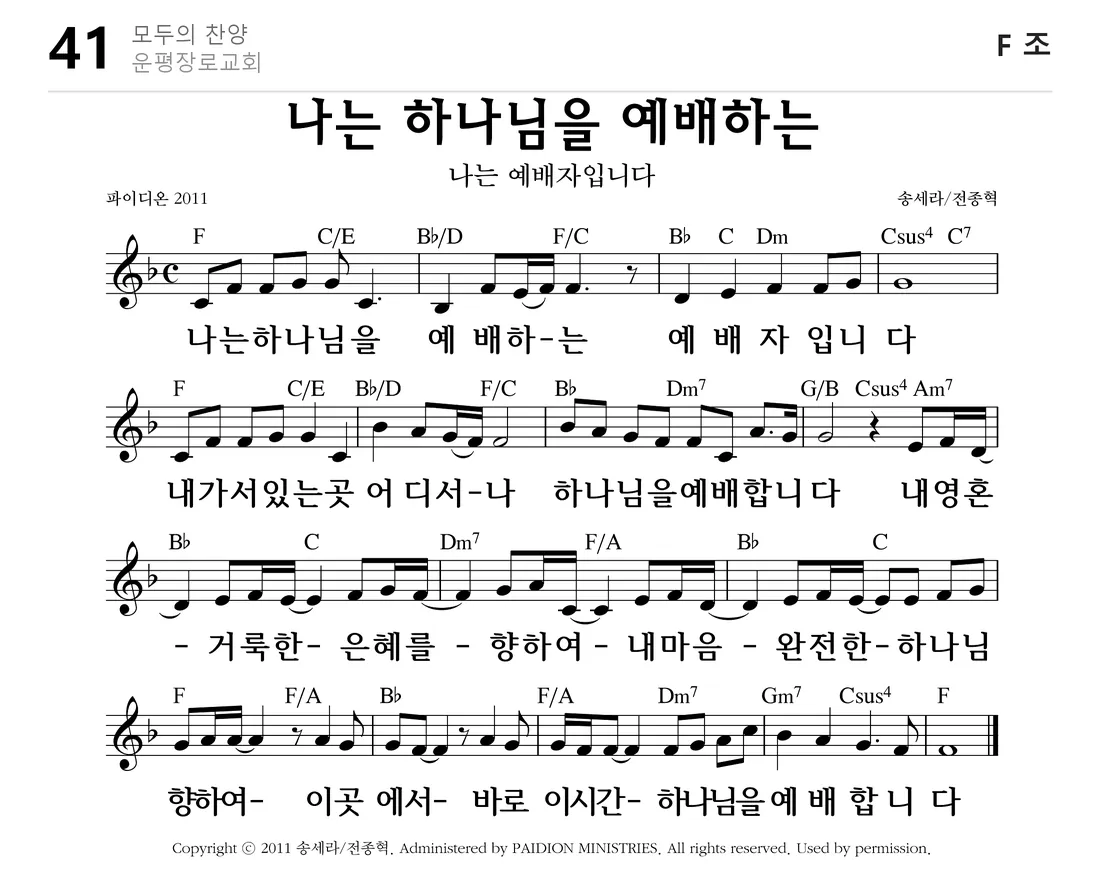 41 모두의 찬양
운평장로교회
F 조
나는 하나님을 예배하는
나는 예배자입니다
파이디온 2011 송세라/전종혁
F C/E B♭/D F/C B♭ C Dm Csus4 C7
나는하나님을 예 배하-는 예 배 자 입니 다
F C/E B♭/D F/C B♭ Dm7 G/B Csus4 Am7
내가서있는곳 어 디서-나 하나님을예배합니다 내영혼
B♭ C Dm7 F/A B♭ C
- 거룩한- 은혜를 - 향하여 - 내마음 - 완전한-하나님
F F/A B♭ F/A Dm7 Gm7 Csus4 F
향하여- 이곳 에서- 바로 이시간- 하나님을 예 배 합 니 다
Copyright ⓒ 2011 송세라/전종혁. Administered by PAIDION MINISTRIES. All rights reserved. Used by permission.